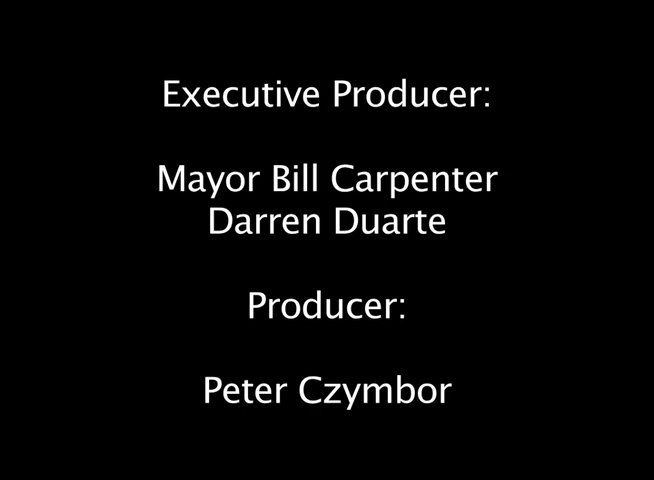 Executive Producer:
Mayor Bill Carpenter
Darren Duarte
Producer:
Peter Czymbor